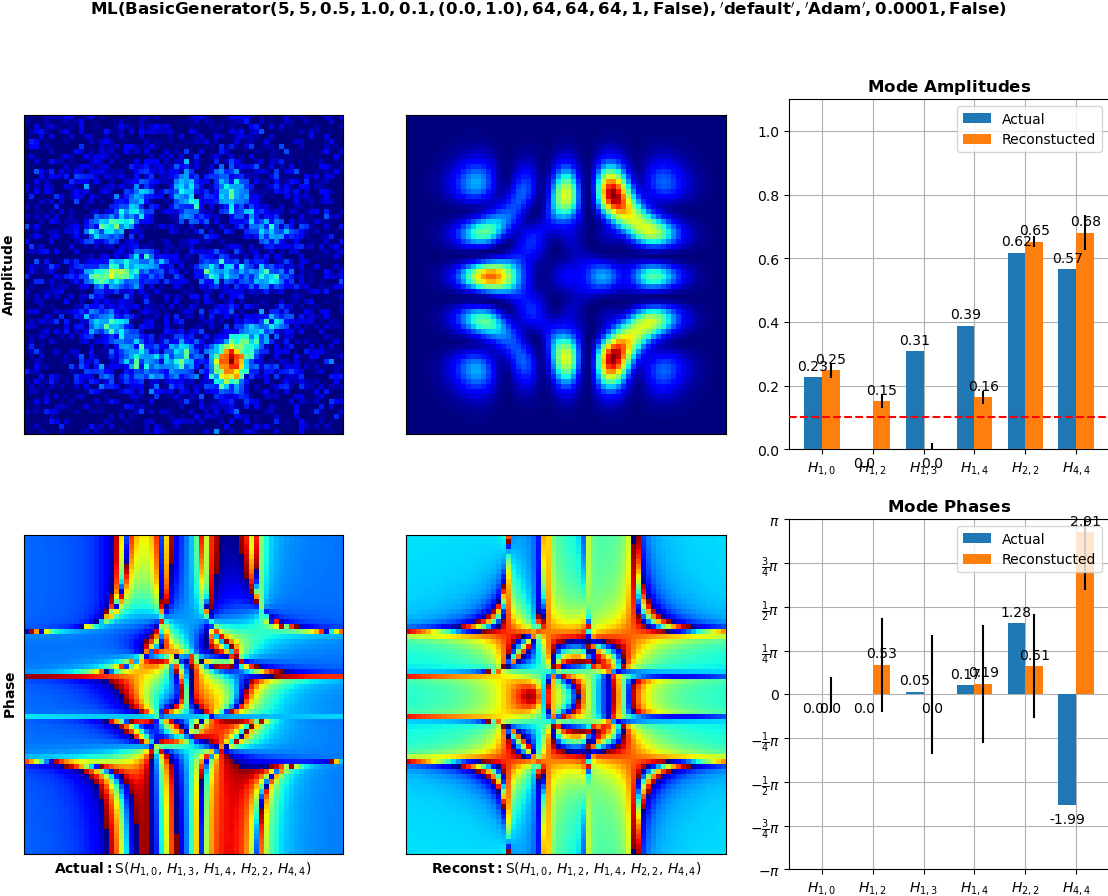 ML(BasicGenerator(5, 5, 0.5, 1.0, 0.1, (0.0, 1.0), 64, 64, 64, 1, False), 'default', 'Adam', 0.0001, False)
Amplitude
Mode Amplitudes
Actual
Reconstucted
1.0
0.8
0.6
0.4
0.2
0.0
0.23
0.25
0.0
0.15
0.31
0.0
0.39
0.16
0.62
0.65
0.57
0.68
H1,0
H1,2
H1,3
H1,4
H2,2
H4,4
Phase
Mode Phases
Actual
Reconstucted
π
3/4π
1/2π
1/4π
0
−1/4π
−1/2π
−3/4π
−π
0.0
0.0
0.0
0.53
0.05
0.0
0.17
0.19
1.28
0.51
-1.99
2.91
H1,0
H1,2
H1,3
H1,4
H2,2
H4,4
Actual: S(H1,0, H1,3, H1,4, H2,2, H4,4)
Reconst: S(H1,0, H1,2, H1,4, H2,2, H4,4)